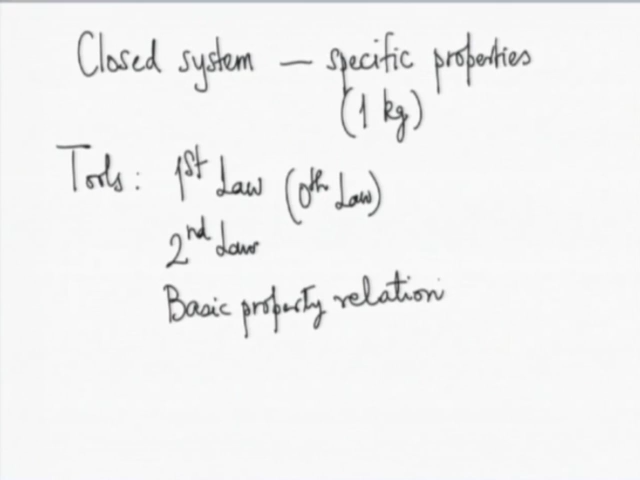 Closed system — specific properties
(1 kg)
Tools: 1st Law (0th Law)
2nd Law
Basic property relation